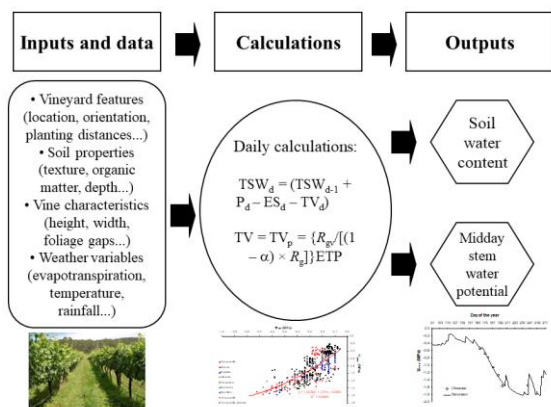 Inputs and data
Calculations
Outputs
• Vineyard features
(location, orientation,
planting distances...)
• Soil properties
(texture, organic
matter, depth...)
• Vine characteristics
(height, width,
foliage gaps...)
• Weather variables
(evapotranspiration,
temperature,
rainfall...)
Daily calculations:
TSW_d = (TSW_d-1 +
P_d – ES_d – TV_d)
TV = TV_p = {R_gv/[(1
– α) × R_g]}ETP
Soil
water
content
Midday
stem
water
potential
Day of the year